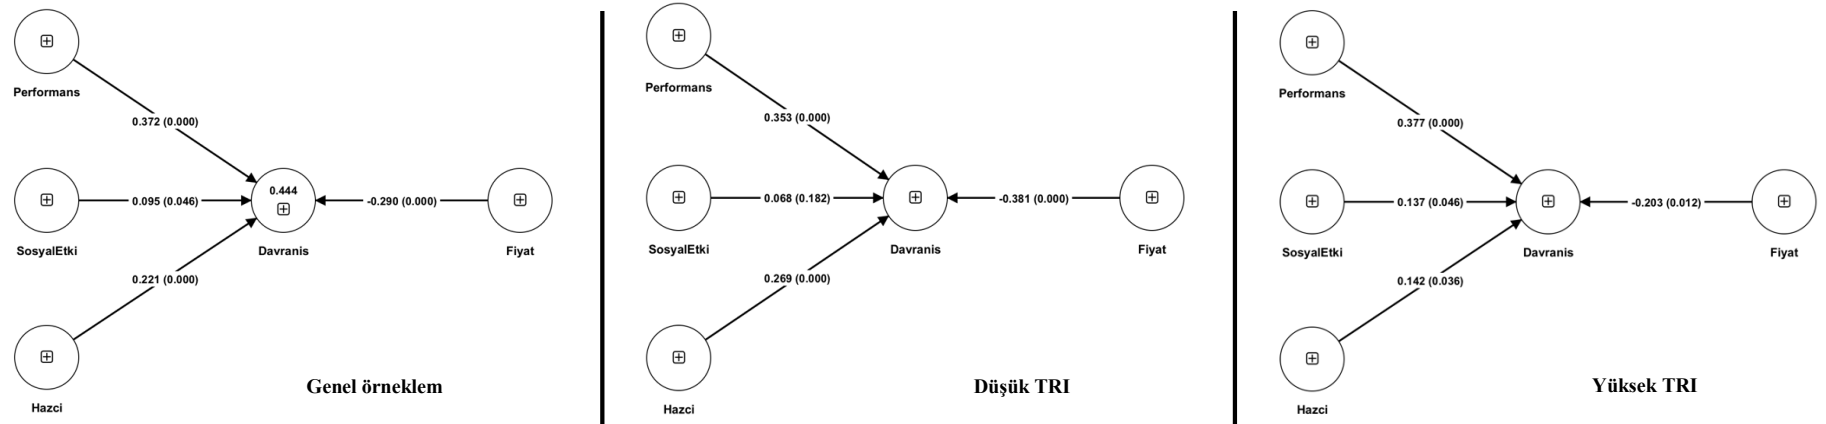 Performans
0.372 (0.000)
0.444
SosyalEtki
0.095 (0.046)
Davranis
-0.290 (0.000)
Fiyat
0.221 (0.000)
Hazci
Genel örneklem
Performans
0.353 (0.000)
SosyalEtki
0.068 (0.182)
Davranis
-0.381 (0.000)
Fiyat
0.269 (0.000)
Hazci
Düşük TRI
Performans
0.377 (0.000)
SosyalEtki
0.137 (0.046)
Davranis
-0.203 (0.012)
Fiyat
0.142 (0.036)
Hazci
Yüksek TRI